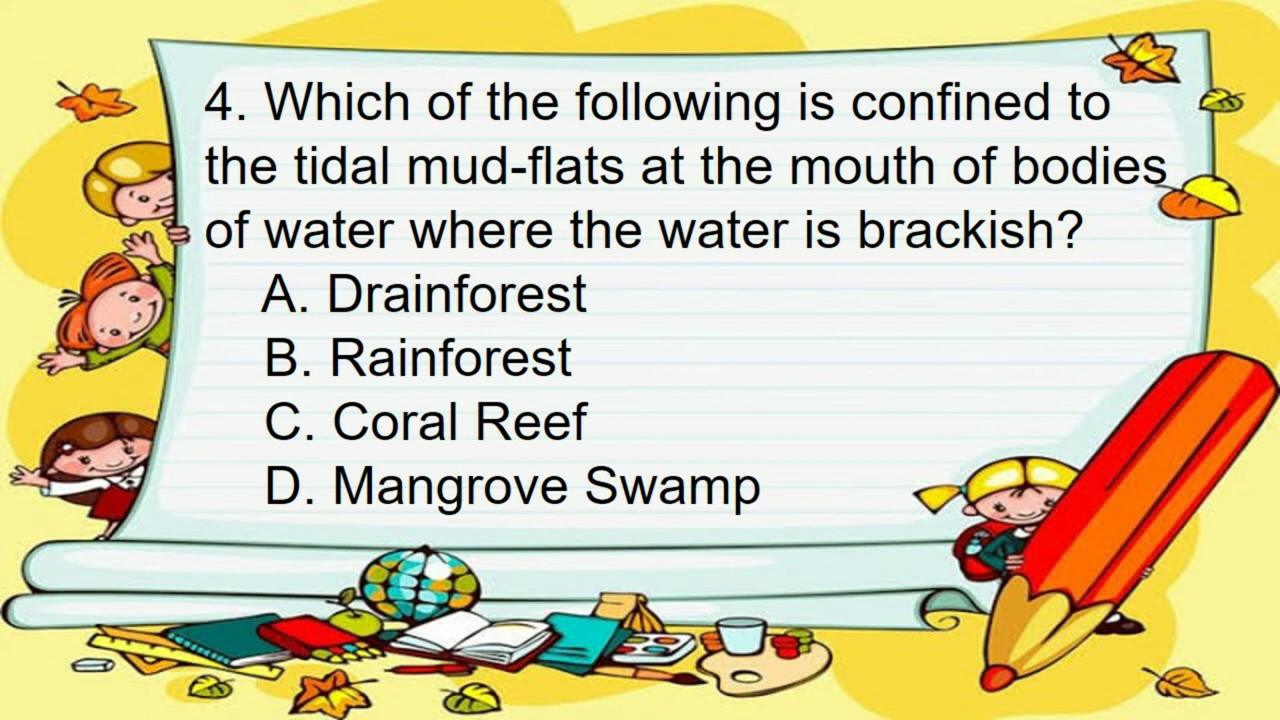 4. Which of the following is confined to
the tidal mud-flats at the mouth of bodies
of water where the water is brackish?
A. Drainforest
B. Rainforest
C. Coral Reef
D. Mangrove Swamp